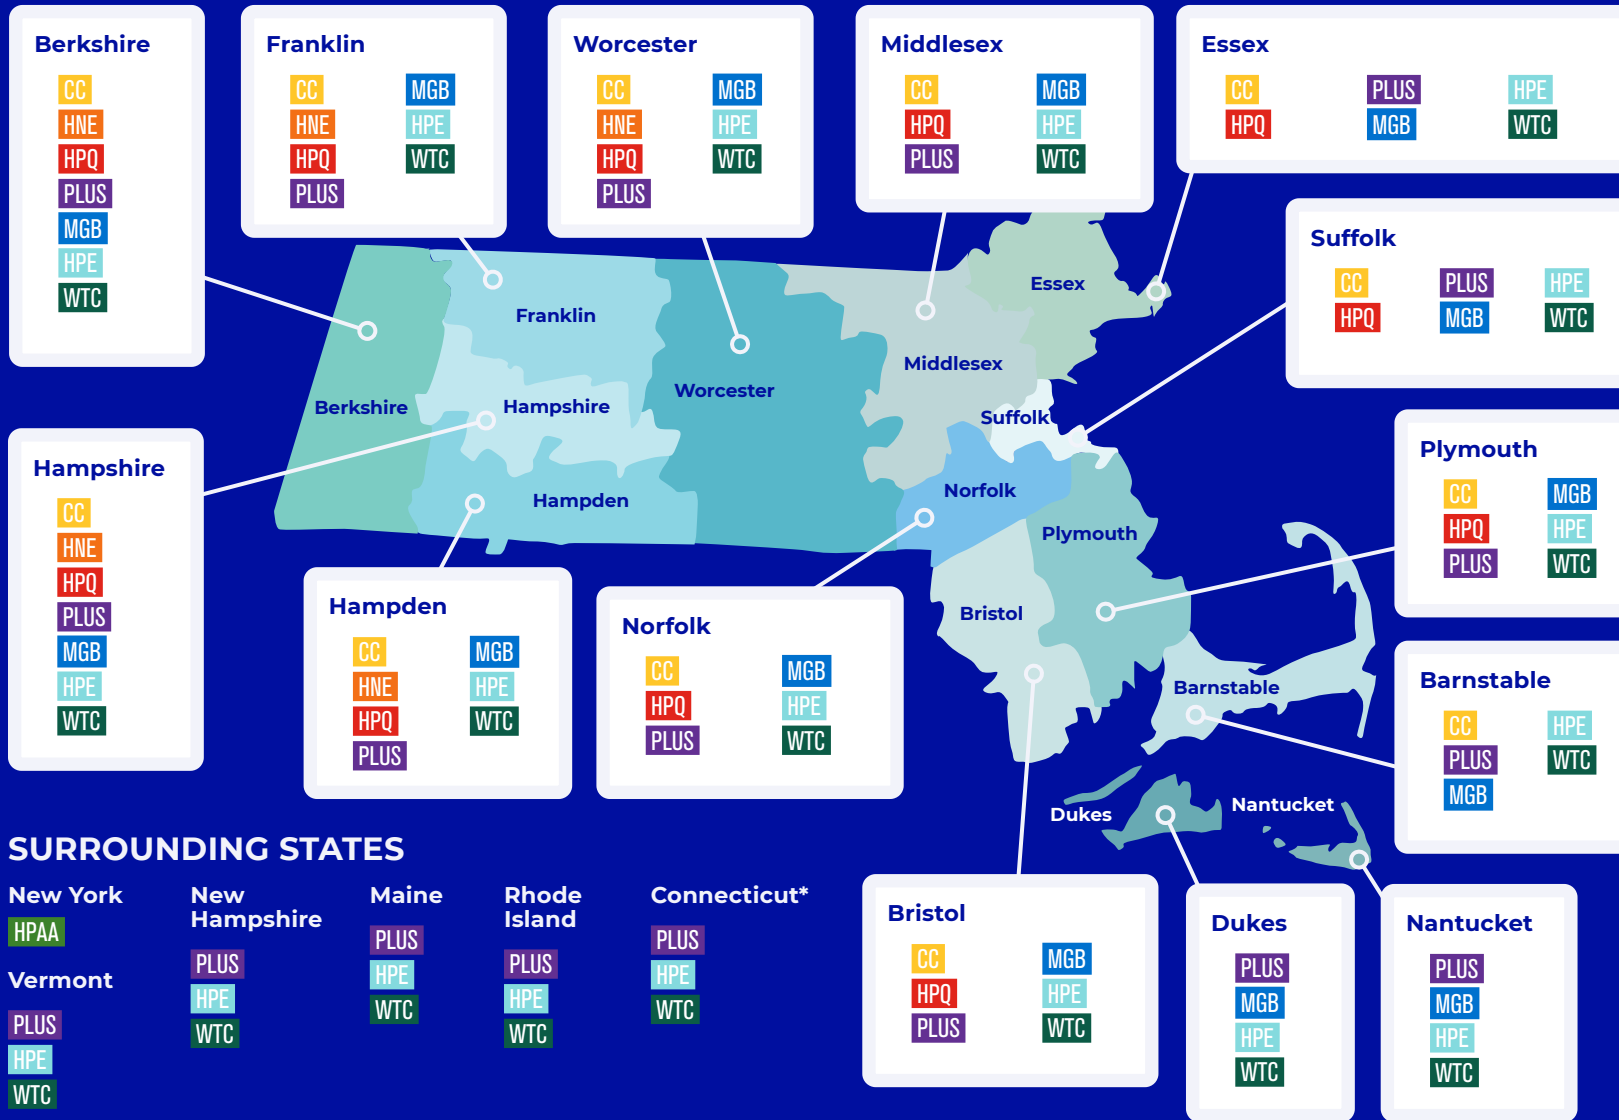 Berkshire
CC
HNE
HPQ
PLUS
MGB
HPE
WTC
Franklin
CC
HNE
HPQ
PLUS
MGB
HPE
WTC
Worcester
CC
HNE
HPQ
PLUS
MGB
HPE
WTC
Middlesex
CC
HPQ
PLUS
MGB
HPE
WTC
Essex
CC
HPQ
PLUS
MGB
HPE
WTC
Suffolk
CC
HPQ
PLUS
MGB
HPE
WTC
Essex
Franklin
Middlesex
Worcester
Berkshire
Hampshire
Suffolk
Norfolk
Hampden
Plymouth
Bristol
Barnstable
Dukes
Nantucket
Hampshire
CC
HNE
HPQ
PLUS
MGB
HPE
WTC
Plymouth
CC
HPQ
PLUS
MGB
HPE
WTC
Hampden
CC
HNE
HPQ
PLUS
MGB
HPE
WTC
Norfolk
CC
HPQ
PLUS
MGB
HPE
WTC
Barnstable
CC
PLUS
MGB
HPE
WTC
Bristol
CC
HPQ
PLUS
MGB
HPE
WTC
Dukes
PLUS
MGB
HPE
WTC
Nantucket
PLUS
MGB
HPE
WTC
SURROUNDING STATES
New York
HPAA
Vermont
PLUS
HPE
WTC
New
Hampshire
PLUS
HPE
WTC
Maine
PLUS
HPE
WTC
Rhode
Island
PLUS
HPE
WTC
Connecticut*
PLUS
HPE
WTC